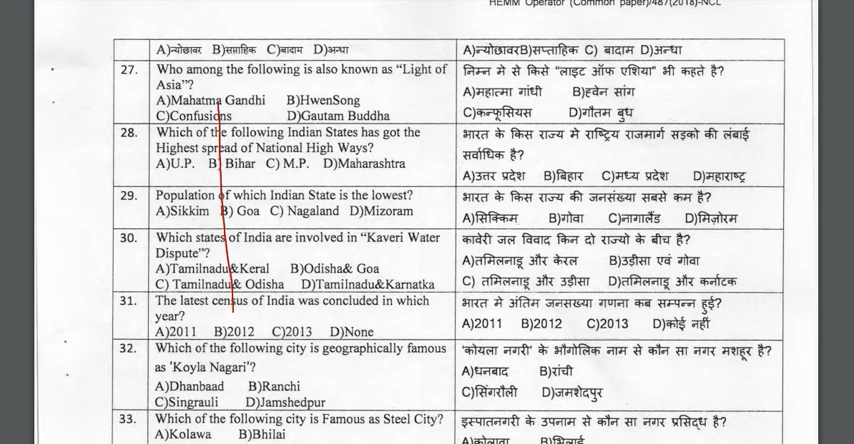 HEMM Operator (Common paper)/487(2018)-NCL
A)न्योछावर B)सप्ताहिक C)बादाम D)अन्धा
A)न्योछावरB)सप्ताहिक C) बादाम D)अन्धा
27. Who among the following is also known as "Light of
Asia"?
A)Mahatma Gandhi B)HwenSong
C)Confusions D)Gautam Buddha
निम्न मे से किसे "लाइट ऑफ एशिया" भी कहते है?
A)महात्मा गांधी B)ह्वेन सांग
C)कन्फूसियस D)गौतम बुध
28. Which of the following Indian States has got the
Highest spread of National High Ways?
A)U.P. B) Bihar C) M.P. D)Maharashtra
भारत के किस राज्य मे राष्ट्रिय राजमार्ग सड़को की लंबाई
सर्वाधिक है?
A)उत्तर प्रदेश B)बिहार C)मध्य प्रदेश D)महाराष्ट्र
29. Population of which Indian State is the lowest?
A)Sikkim B) Goa C) Nagaland D)Mizoram
भारत के किस राज्य की जनसंख्या सबसे कम है?
A)सिक्किम B)गोवा C)नागालैंड D)मिज़ोरम
30. Which states of India are involved in "Kaveri Water
Dispute"?
A)Tamilnadu&Keral B)Odisha& Goa
C) Tamilnadu& Odisha D)Tamilnadu&Karnatka
कावेरी जल विवाद किन दो राज्यो के बीच है?
A)तमिलनाडू और केरल B)उड़ीसा एवं गोवा
C) तमिलनाडू और उड़ीसा D)तमिलनाडू और कर्नाटक
31. The latest census of India was concluded in which
year?
A)2011 B)2012 C)2013 D)None
भारत मे अंतिम जनसख्या गणना कब सम्पन्न हुई?
A)2011 B)2012 C)2013 D)कोई नहीं
32. Which of the following city is geographically famous
as 'Koyla Nagari'?
A)Dhanbaad B)Ranchi
C)Singrauli D)Jamshedpur
'कोयला नगरी' के भौगोलिक नाम से कौन सा नगर मशहूर है?
A)धनबाद B)रांची
C)सिंगरौली D)जमशेदपुर
33. Which of the following city is Famous as Steel City?
A)Kolawa B)Bhilai
इस्पातनगरी के उपनाम से कौन सा नगर प्रसिद्ध है?
B)भिलाई